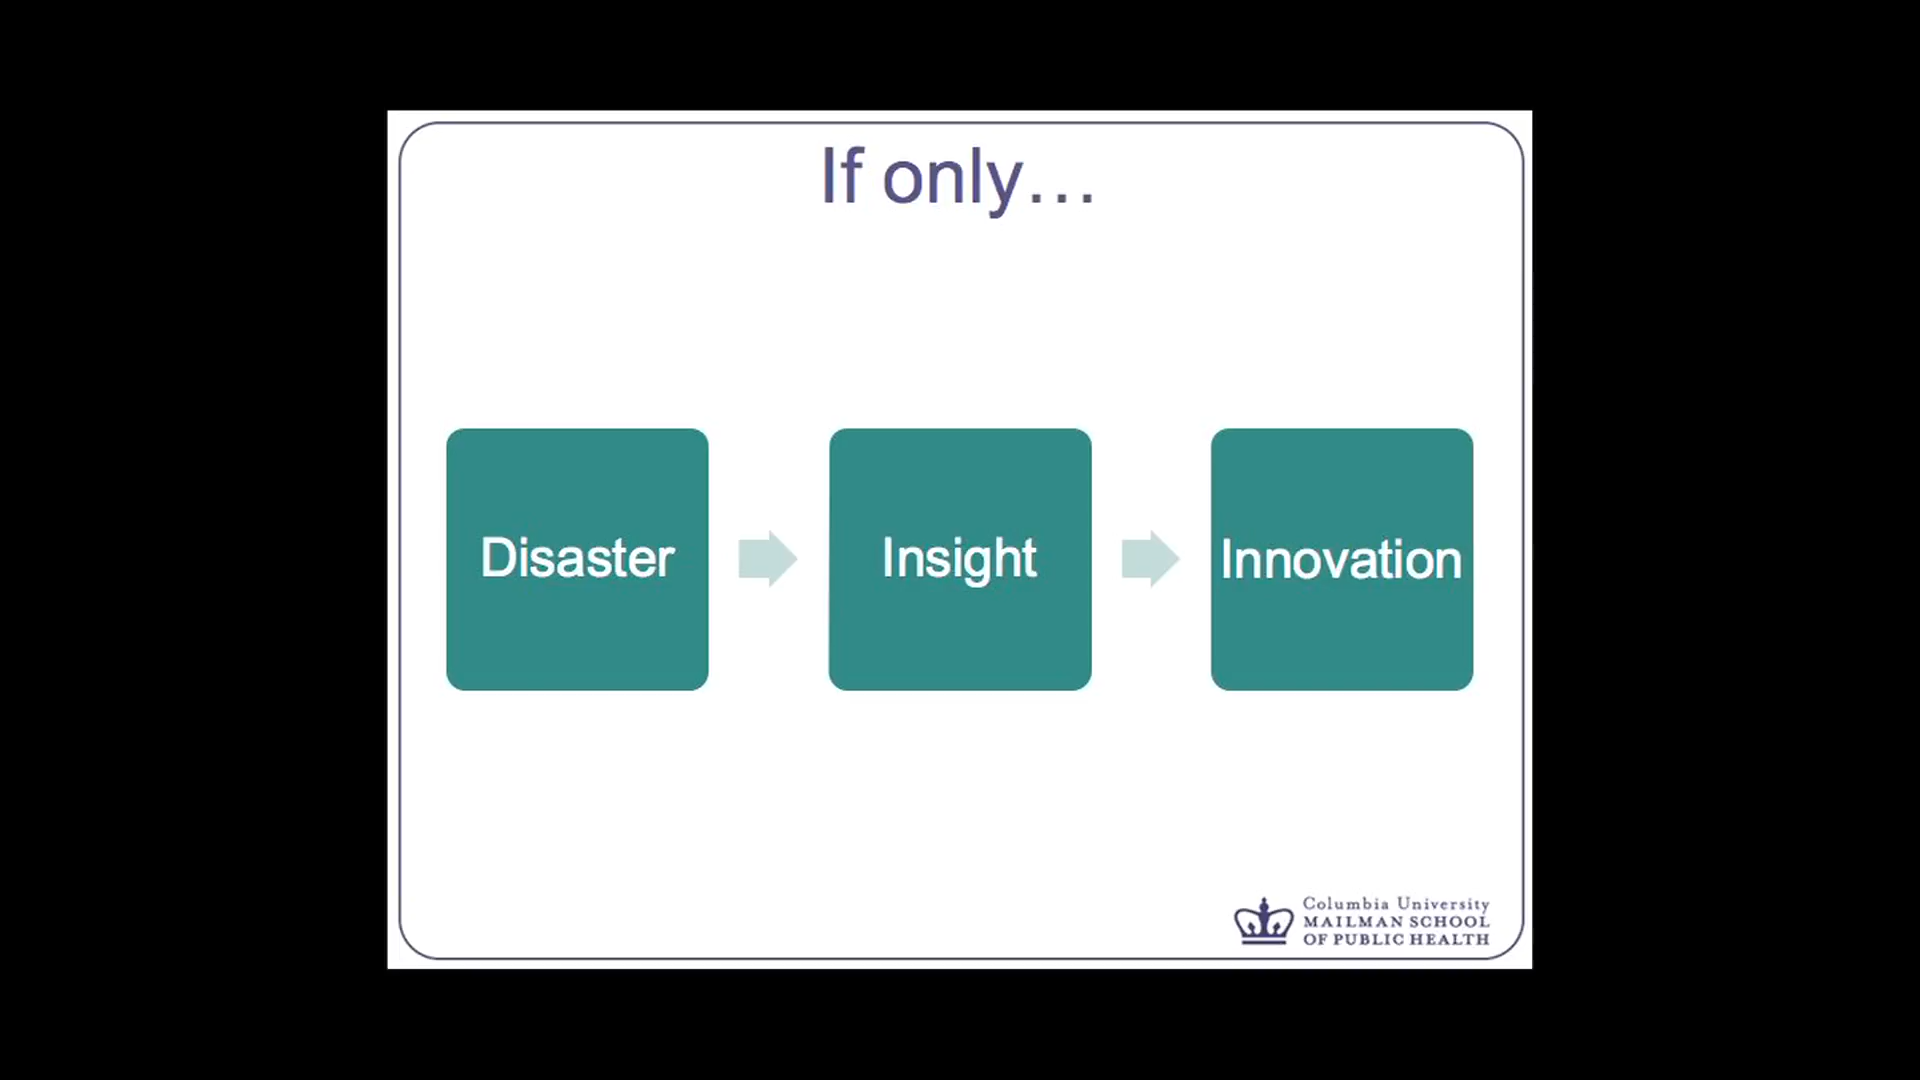 If only…
Disaster
Insight
Innovation
Columbia University
MAILMAN SCHOOL
OF PUBLIC HEALTH